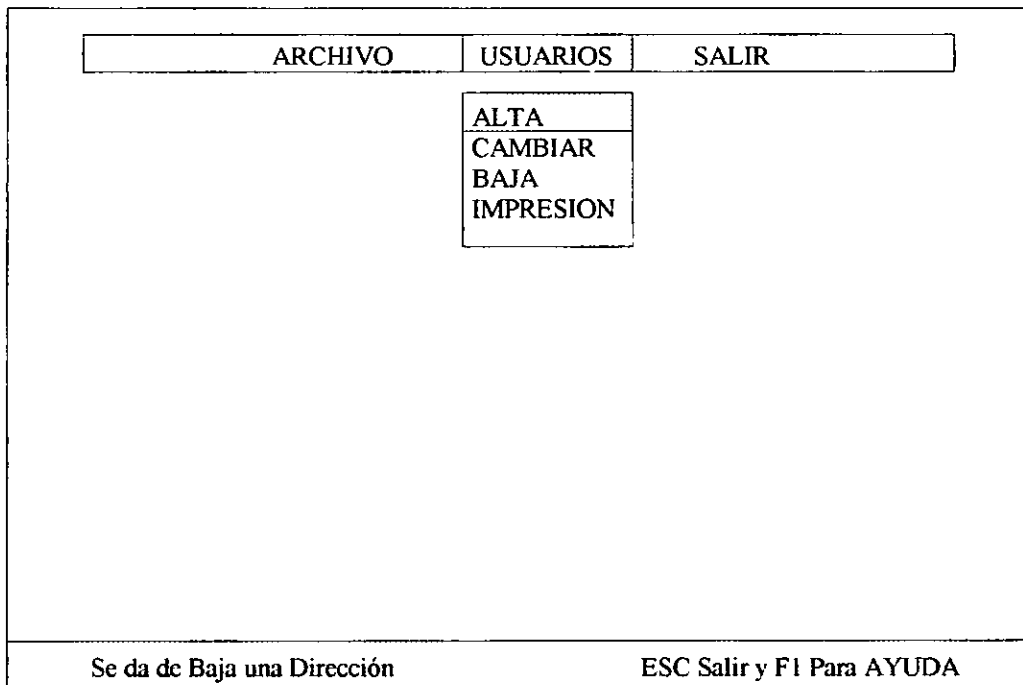 ARCHIVO USUARIOS SALIR
ALTA
CAMBIAR
BAJA
IMPRESION
Se da de Baja una Dirección ESC Salir y F1 Para AYUDA